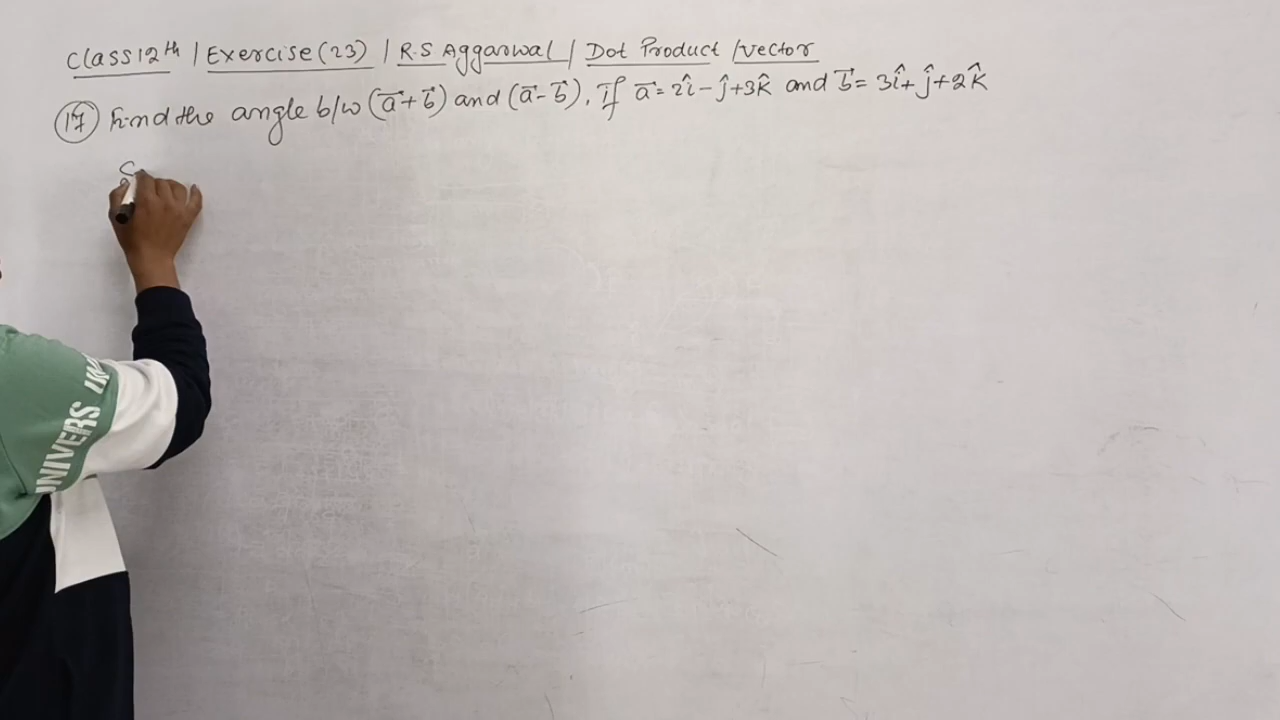 Class 12th / Exercise (23) / R.S Aggarwal / Dot Product / vector
(17) Find the angle b/w (a⃗+b⃗) and (a⃗-b⃗), if a⃗ = 2î-ĵ+3k̂ and b⃗ = 3î+ĵ+2k̂
S
UNIVERS